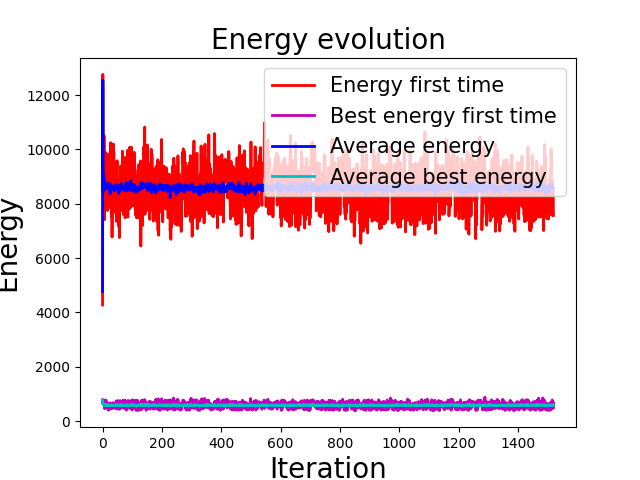 Energy evolution
Energy first time
Best energy first time
Average energy
Average best energy
Energy
12000
10000
8000
6000
4000
2000
0
0 200 400 600 800 1000 1200 1400
Iteration